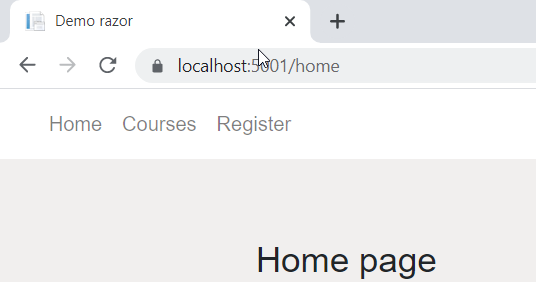 Demo razor
localhost:5001/home
Home Courses Register
Home page